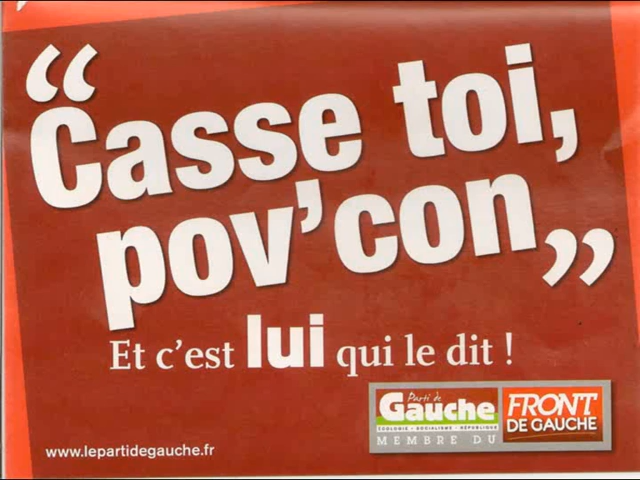 “Casse toi,
pov’con„
Et c’est lui qui le dit !
Parti de
Gauche
ÉCOLOGIE - SOCIALISME - RÉPUBLIQUE
MEMBRE DU
FRONT
DE GAUCHE
www.lepartidegauche.fr